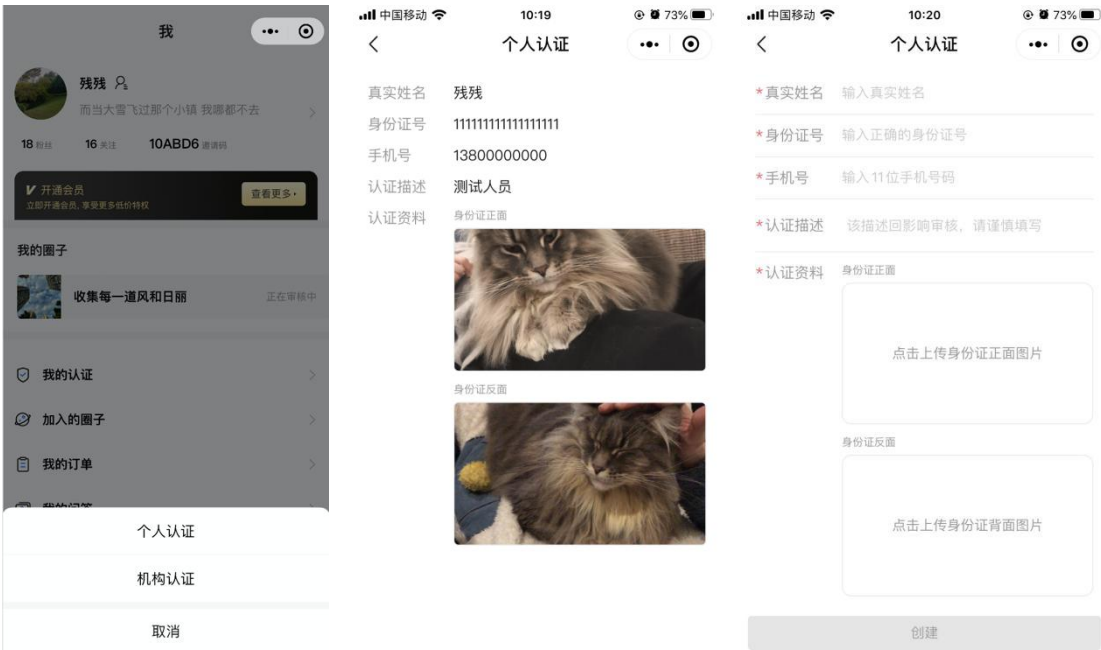 我
残残
而当大雪飞过那个小镇 我哪都不去
18 粉丝 16 关注 10ABD6 邀请码
开通会员
立即开通会员, 享受更多低价特权
查看更多
我的圈子
收集每一道风和日丽 正在审核中
我的认证
加入的圈子
我的订单
个人认证
机构认证
取消
中国移动 10:19 73%
个人认证
真实姓名 残残
身份证号 111111111111111111
手机号 13800000000
认证描述 测试人员
认证资料 身份证正面
身份证反面
中国移动 10:20 73%
个人认证
*真实姓名 输入真实姓名
*身份证号 输入正确的身份证号
*手机号 输入11位手机号码
*认证描述 该描述回影响审核，请谨慎填写
*认证资料 身份证正面
点击上传身份证正面图片
身份证反面
点击上传身份证背面图片
创建